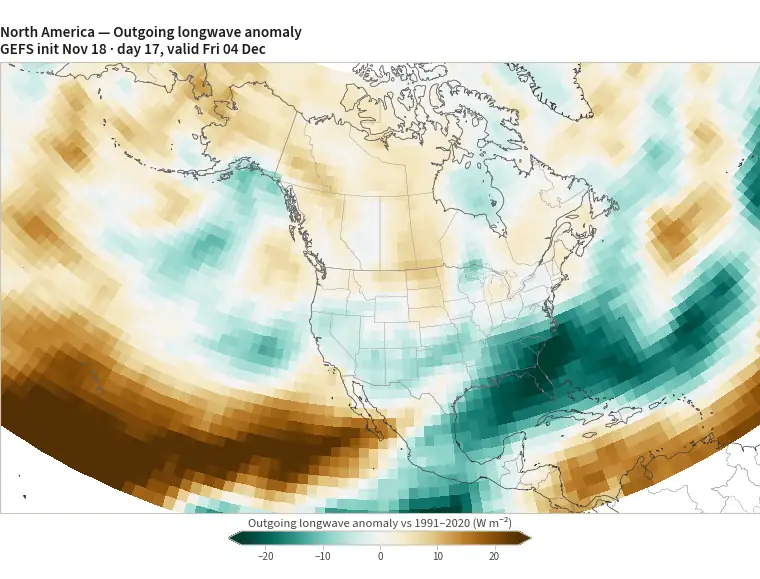 North America — Outgoing longwave anomaly
GEFS init Nov 18 · day 17, valid Fri 04 Dec
Outgoing longwave anomaly vs 1991–2020 (W m⁻²)
−20 −10 0 10 20